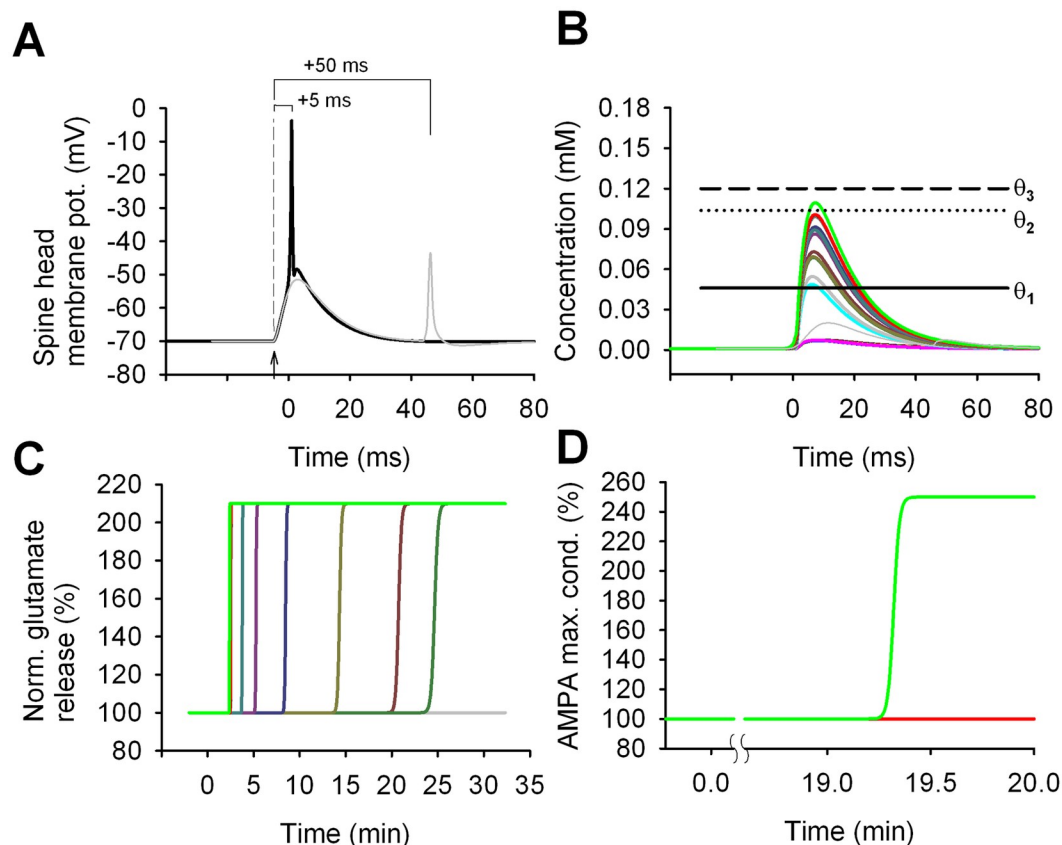 A
+50 ms
+5 ms
0
-10
-20
-30
-40
-50
-60
-70
-80
Spine head
membrane pot. (mV)
0 20 40 60 80
Time (ms)
B
0.18
0.15
0.12
0.09
0.06
0.03
0.00
Concentration (mM)
θ3
θ2
θ1
0 20 40 60 80
Time (ms)
C
220
200
180
160
140
120
100
80
Norm. glutamate
release (%)
0 5 10 15 20 25 30 35
Time (min)
D
260
240
220
200
180
160
140
120
100
80
AMPA max. cond. (%)
0.0 19.0 19.5 20.0
Time (min)